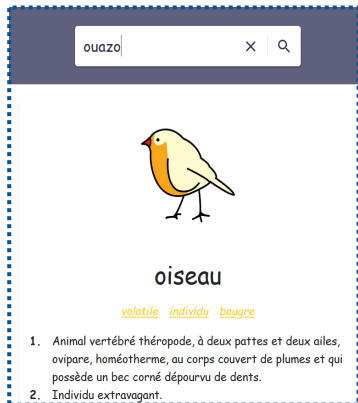 ouazo
oiseau
volatile individu bougre
1. Animal vertébré théropode, à deux pattes et deux ailes,
ovipare, homéotherme, au corps couvert de plumes et qui
possède un bec corné dépourvu de dents.
2. Individu extravagant.